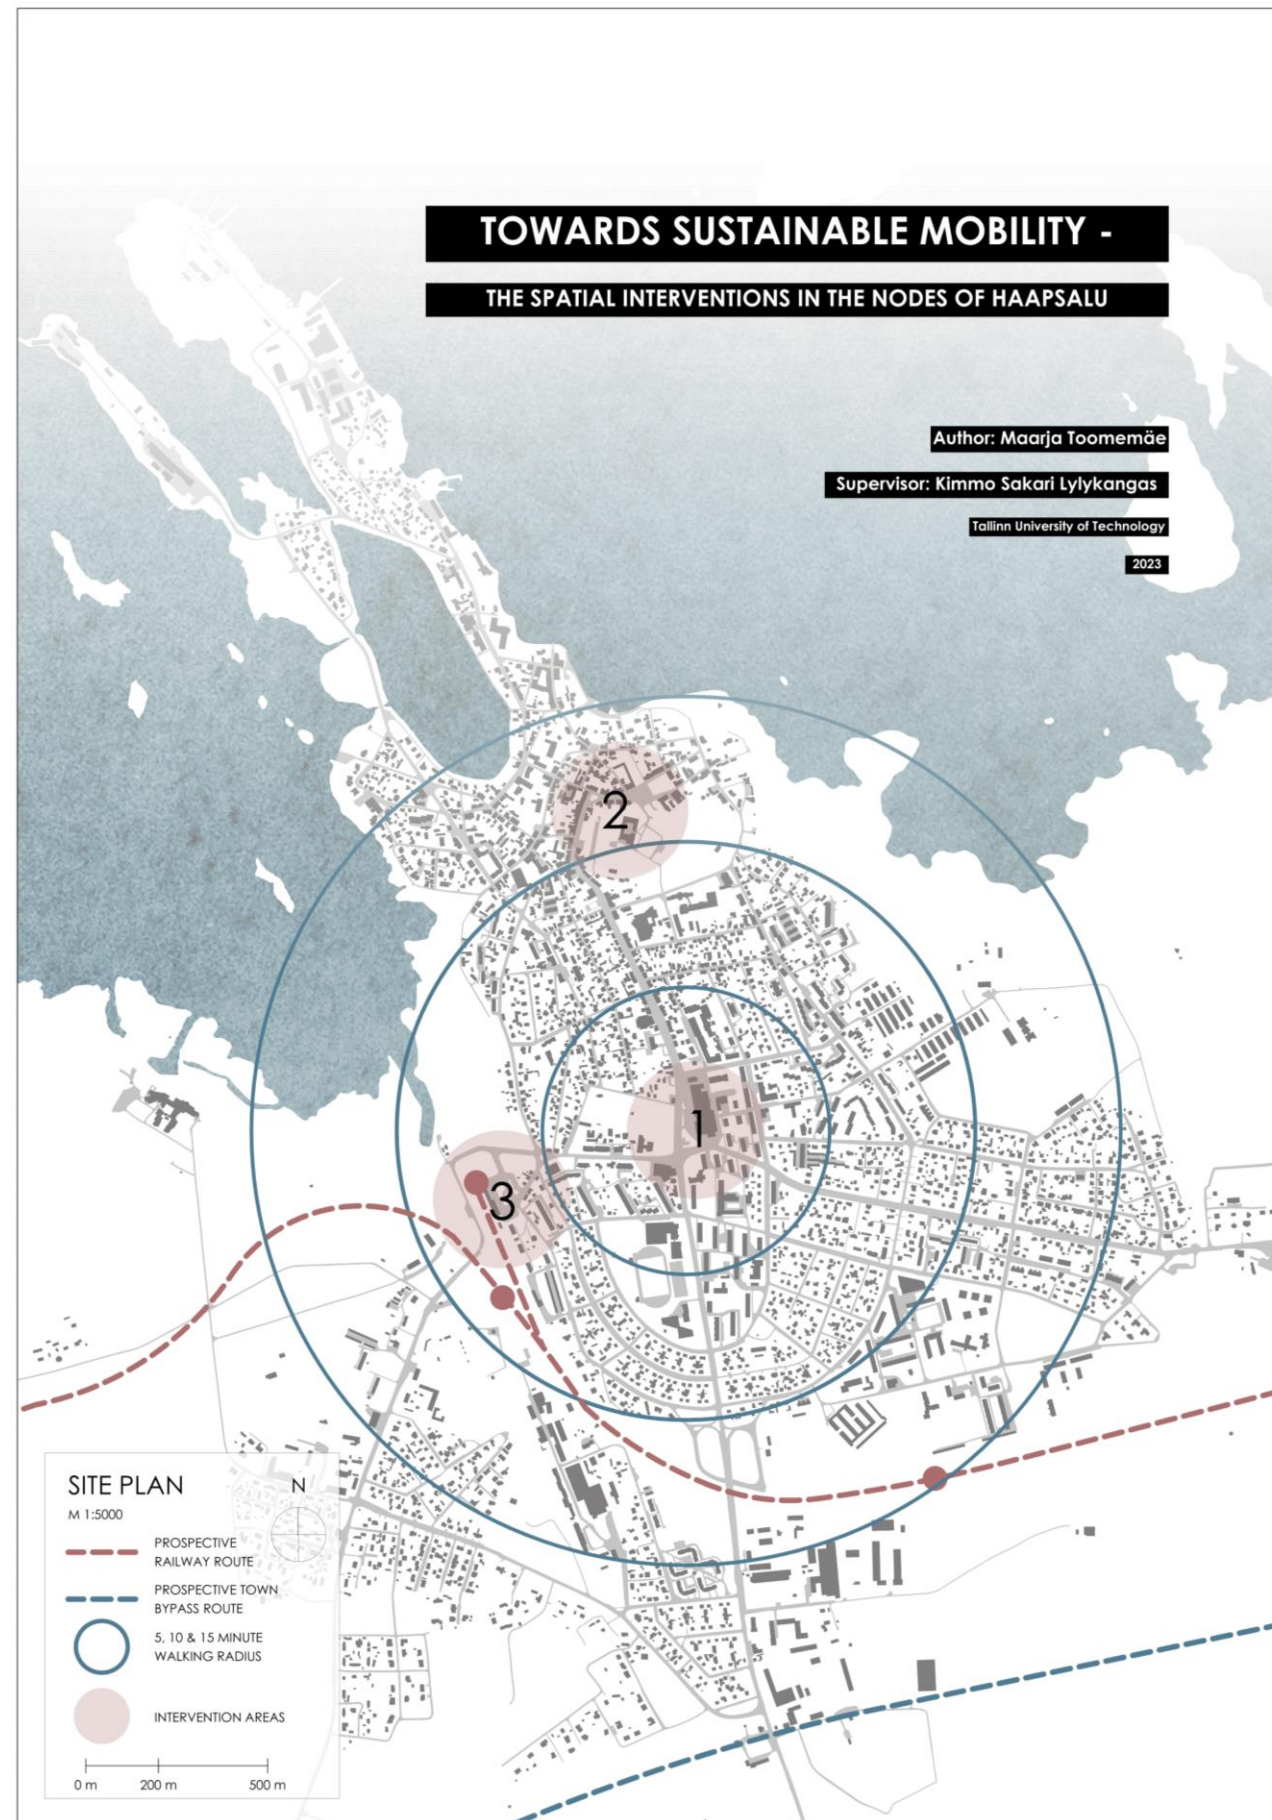 TOWARDS SUSTAINABLE MOBILITY -
THE SPATIAL INTERVENTIONS IN THE NODES OF HAAPSALU
Author: Maarja Toomemäe
Supervisor: Kimmo Sakari Lylykangas
Tallinn University of Technology
2023
2
1
3
SITE PLAN
N
M 1:5000
PROSPECTIVE
RAILWAY ROUTE
PROSPECTIVE TOWN
BYPASS ROUTE
5, 10 & 15 MINUTE
WALKING RADIUS
INTERVENTION AREAS
0 m 200 m 500 m